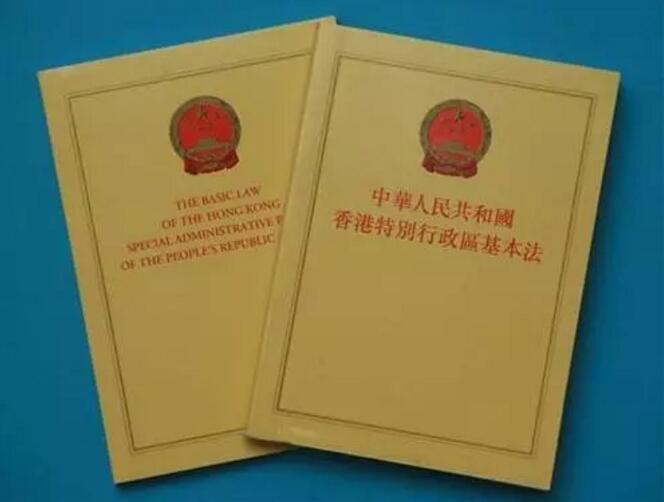 THE BASIC LAW
OF THE HONG KONG
SPECIAL ADMINISTRATIVE
OF THE PEOPLE'S REPUBLIC
中華人民共和國
香港特別行政區基本法